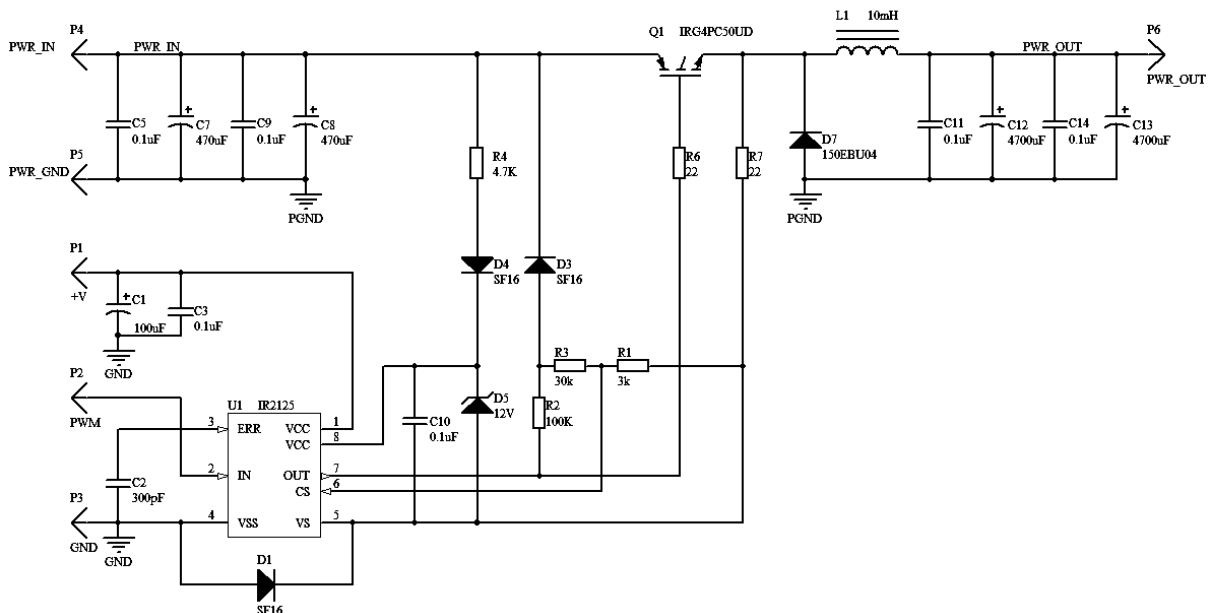 P4
PWR_IN
PWR_IN
C5
0.1uF
C7
470uF
C9
0.1uF
C8
470uF
P5
PWR_GND
PGND
Q1 IRG4PC50UD
L1 10mH
PWR_OUT
P6
PWR_OUT
R4
4.7K
R6
22
R7
22
D7
150EBU04
PGND
C11
0.1uF
C12
4700uF
C14
0.1uF
C13
4700uF
P1
+V
C1
100uF
C3
0.1uF
GND
D4
SF16
D3
SF16
R3
30k
R1
3k
R2
100K
D5
12V
C10
0.1uF
P2
PWM
U1 IR2125
3 ERR VCC 1
VCC 8
2 IN OUT 7
CS 6
4 VSS VS 5
C2
300pF
P3
GND
GND
D1
SF16